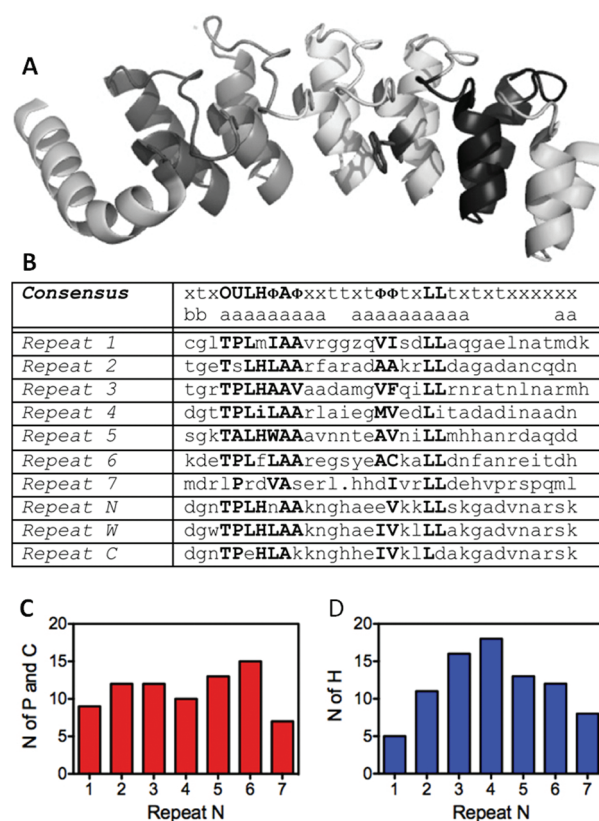 A
B
Consensus xtxOULHΦAΦxxttxtΦΦtxLLtxtxtxxxxxx
bb aaaaaaaaaa aaaaaaaaaaa aa
Repeat 1 cglTPLmIAAvrggzqVIsdLLaqgaelnatmdk
Repeat 2 tgeTsLHLAArfaradAAkrLLdagadancqdn
Repeat 3 tgrTPLHAAVaadamgVFqiLLrnratnlnarmh
Repeat 4 dgtTPLiLAArlaiegMVedLitadadinaadn
Repeat 5 sgkTALHWAAavnnteAVniLLmhhanrdaqdd
Repeat 6 kdeTPLfLAAregsyeACkaLLdnfanreitdh
Repeat 7 mdrlPrdVAserl.hhdIvrLLdehvprspqml
Repeat N dgnTPLHnAAknghaeeVkkLLskgadvnarsk
Repeat W dgwTPLHLAAknghaeIVklLLskgadvnarsk
Repeat C dgnTPeHLAkknghheIVklLdakgadvnarsk
C
D
N of P and C
20
15
10
5
0
1 2 3 4 5 6 7
Repeat N
N of H
20
15
10
5
0
1 2 3 4 5 6 7
Repeat N